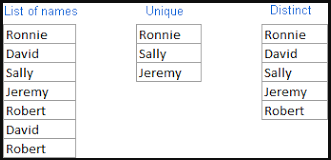 List of names Unique Distinct
Ronnie Ronnie Ronnie
David Sally David
Sally Jeremy Sally
Jeremy Jeremy
Robert Robert
David
Robert